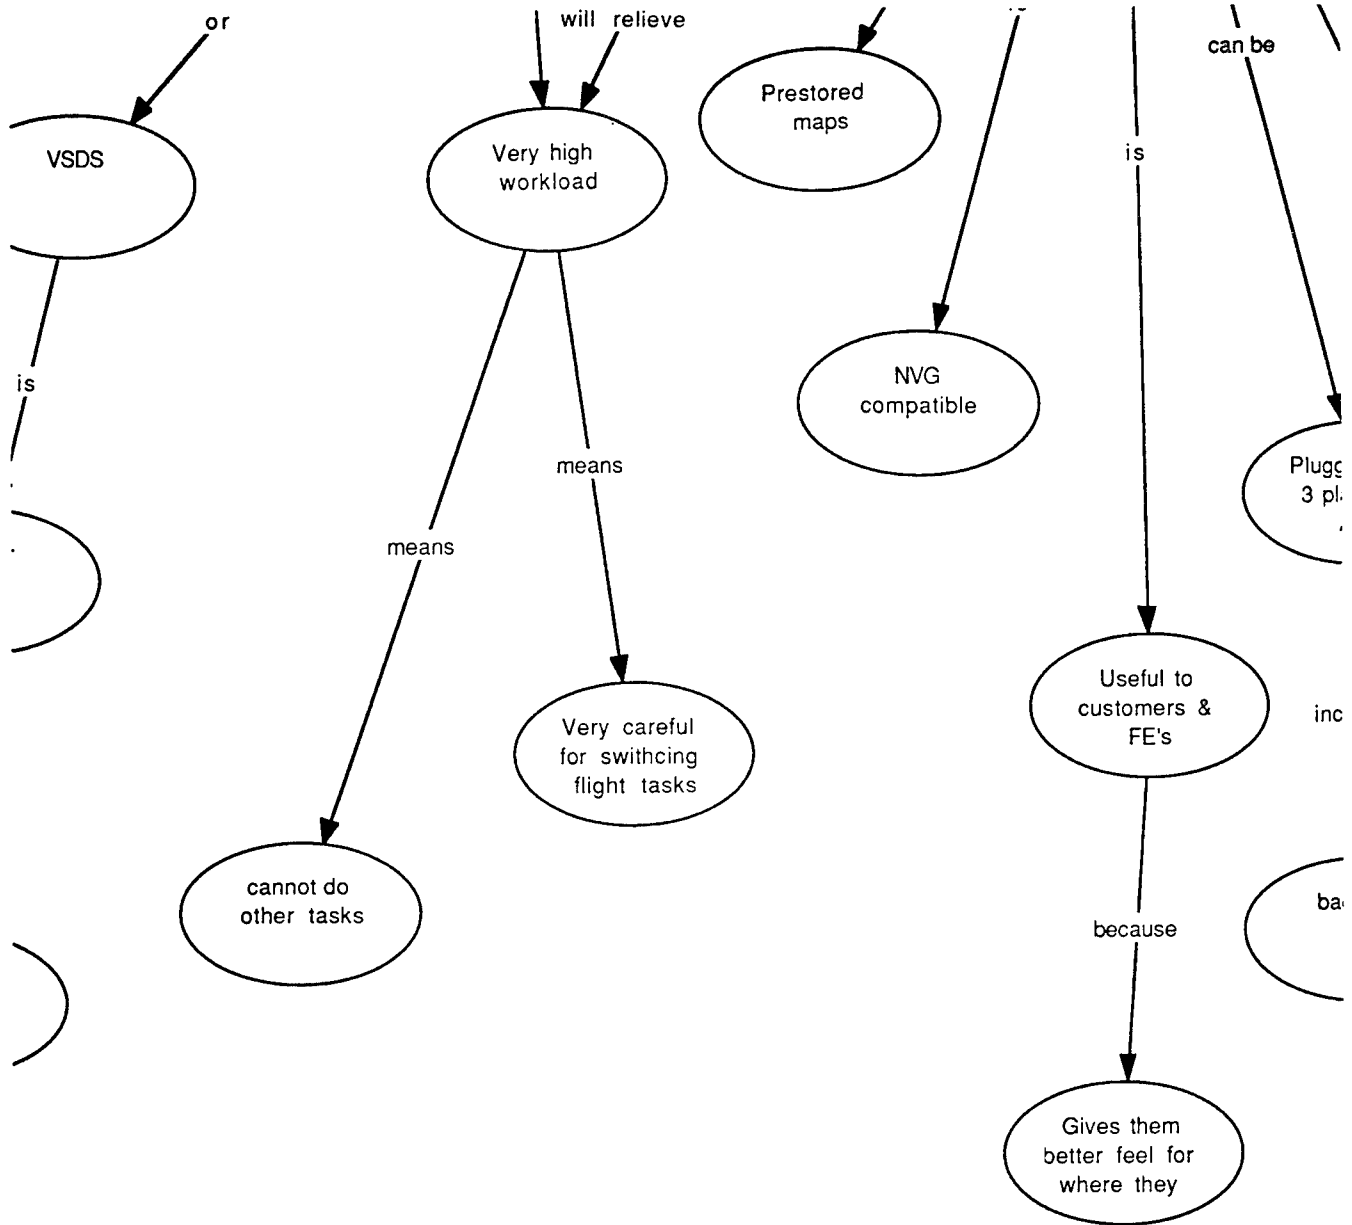 or
will relieve
can be
Prestored
maps
VSDS
Very high
workload
is
is
NVG
compatible
means
means
3
Useful to
customers &
FE's
Very careful
for swithcing
flight tasks
cannot do
other tasks
because
Gives them
better feel for
where they